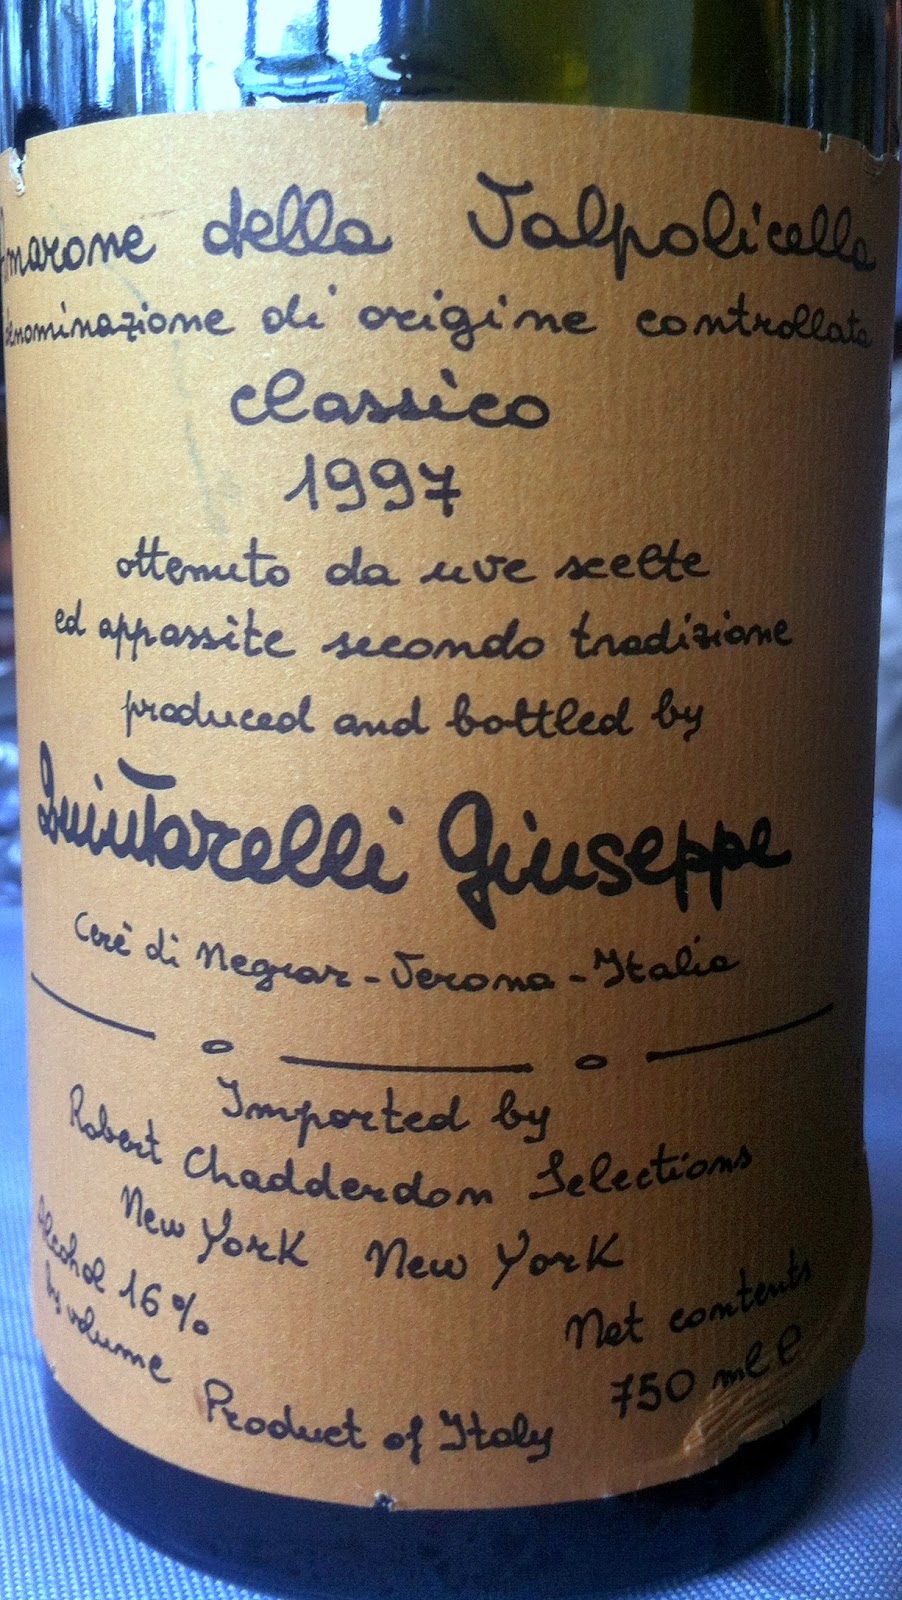 Amarone della Valpolicella
denominazione di origine controllata
classico
1997
ottenuto da uve scelte
ed appassite secondo tradizione
produced and bottled by
Quintarelli Giuseppe
Cerè di Negrar - Verona - Italia
Imported by
Robert Chadderdon Selections
New York New York
Alcohol 16%
by volume
Net contents
750 ml e
Product of Italy